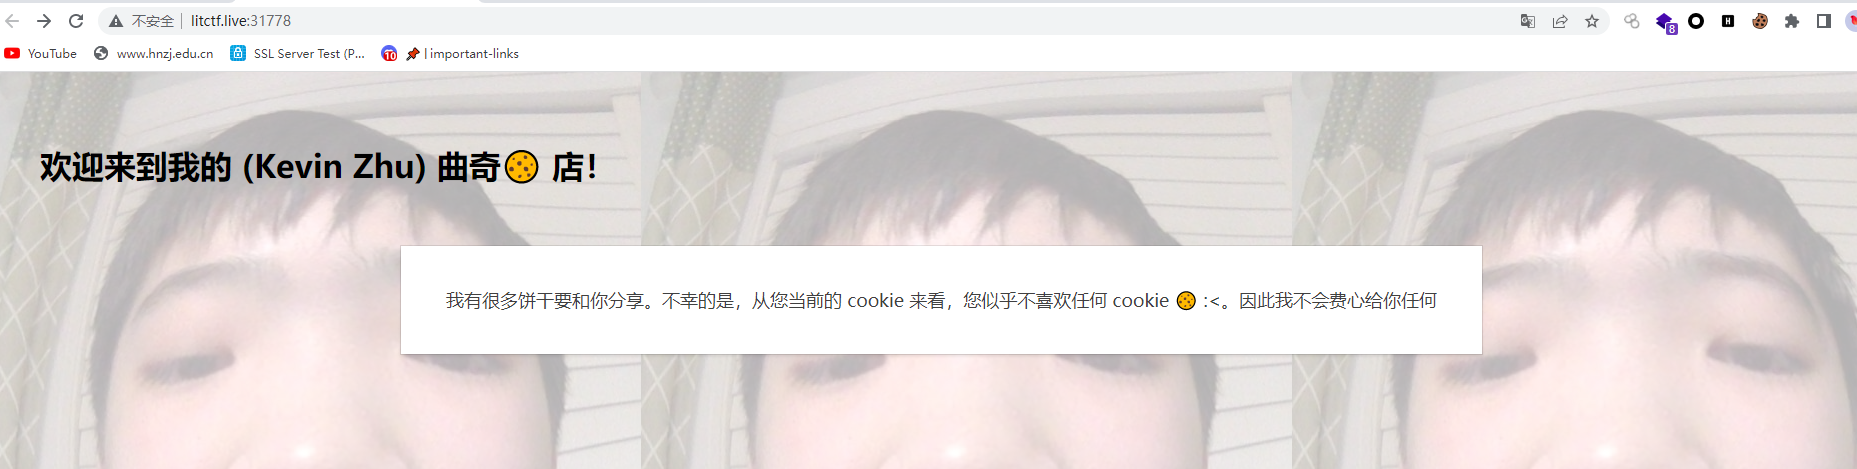 不安全 litctf.live:31778
8
YouTube www.hnzj.edu.cn SSL Server Test (P... 10 | important-links
欢迎来到我的 (Kevin Zhu) 曲奇🍪 店！
我有很多饼干要和你分享。不幸的是，从您当前的 cookie 来看，您似乎不喜欢任何 cookie 🍪 :<。因此我不会费心给你任何